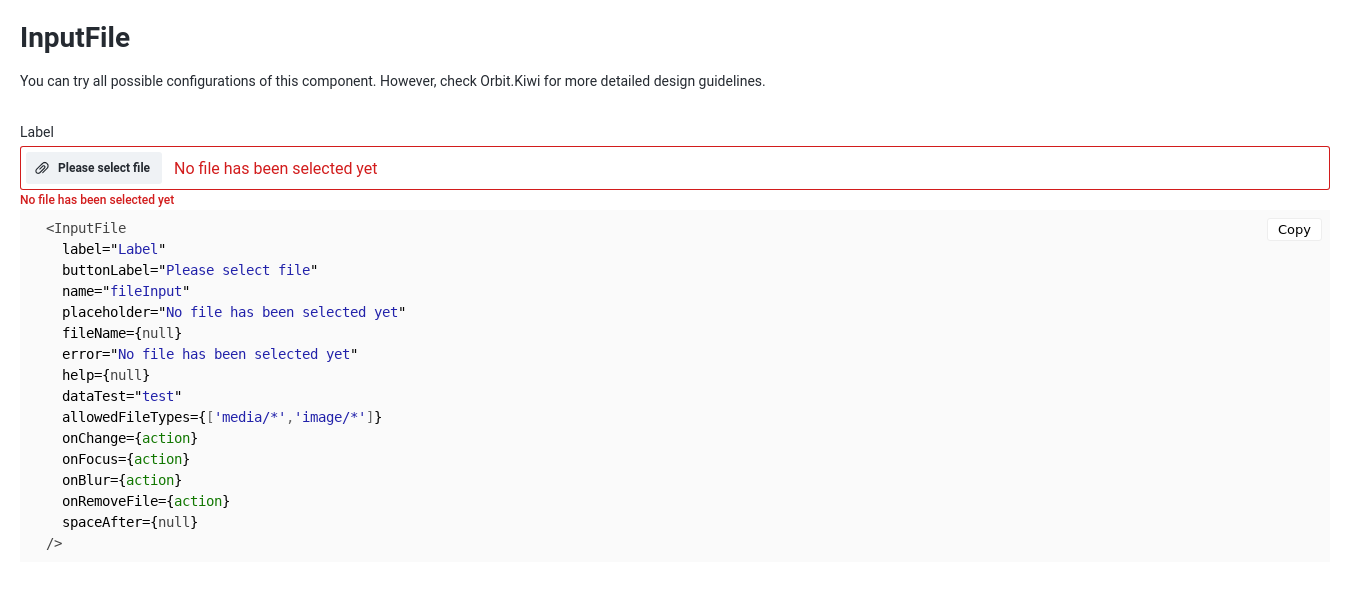 InputFile
You can try all possible configurations of this component. However, check Orbit.Kiwi for more detailed design guidelines.
Label
Please select file No file has been selected yet
No file has been selected yet
<InputFile
Copy
label="Label"
buttonLabel="Please select file"
name="fileInput"
placeholder="No file has been selected yet"
fileName={null}
error="No file has been selected yet"
help={null}
dataTest="test"
allowedFileTypes={['media/*','image/*']}
onChange={action}
onFocus={action}
onBlur={action}
onRemoveFile={action}
spaceAfter={null}
/>